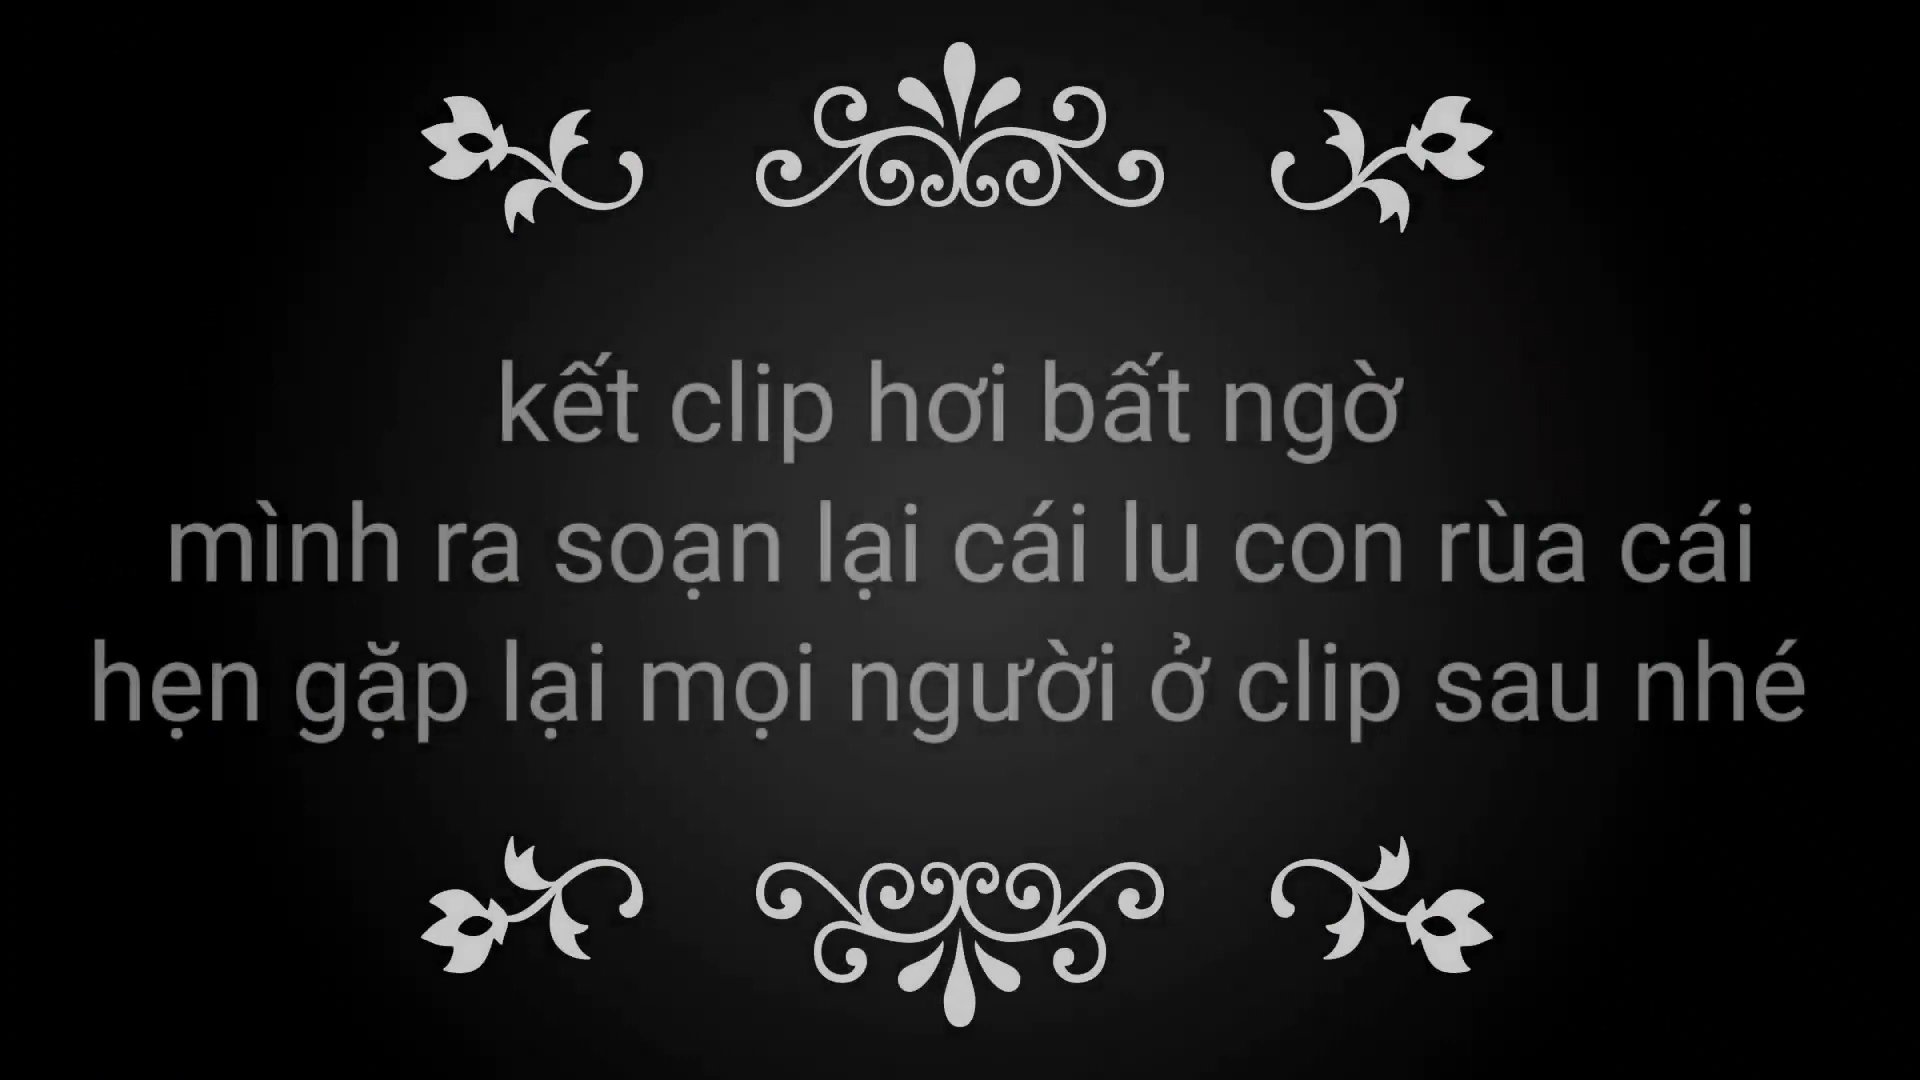 kết clip hơi bất ngờ
mình ra soạn lại cái lu con rùa cái
hẹn gặp lại mọi người ở clip sau nhé